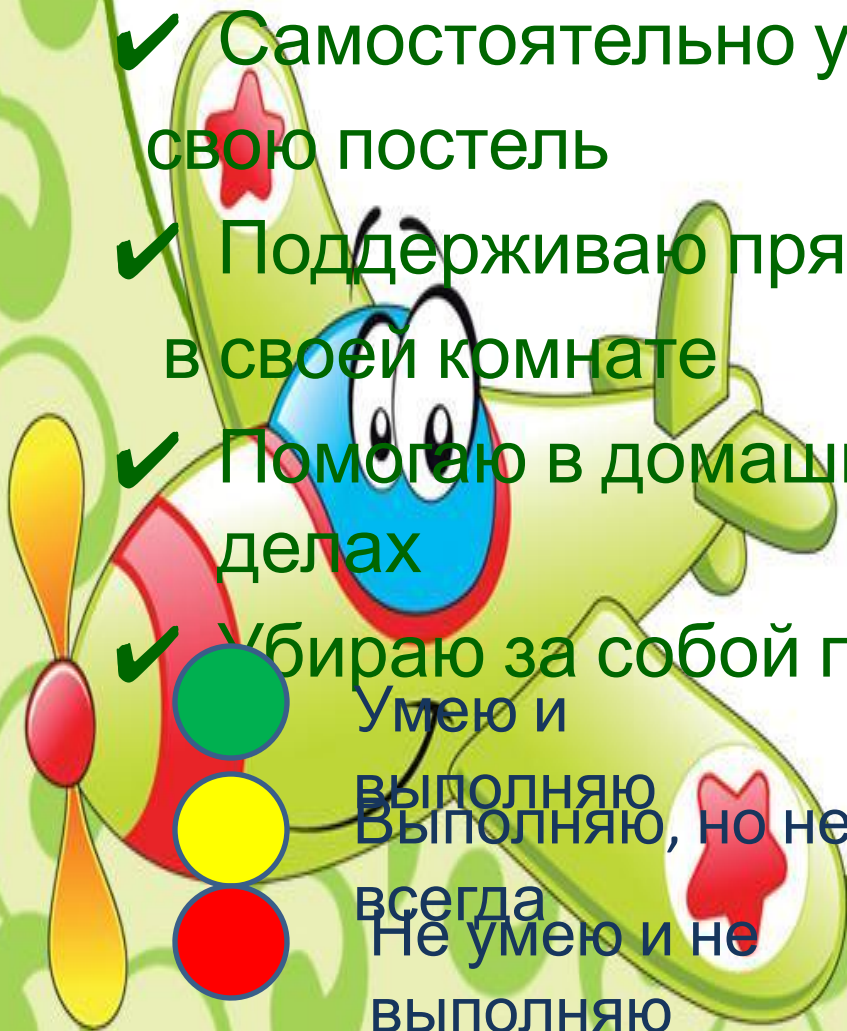 ✔ Самостоятельно у
свою постель
✔ Поддерживаю пря
в своей комнате
✔ Помогаю в домаш
делах
✔ Убираю за собой
Умею и
выполняю
Выполняю, но не
всегда
Не умею и не
выполняю